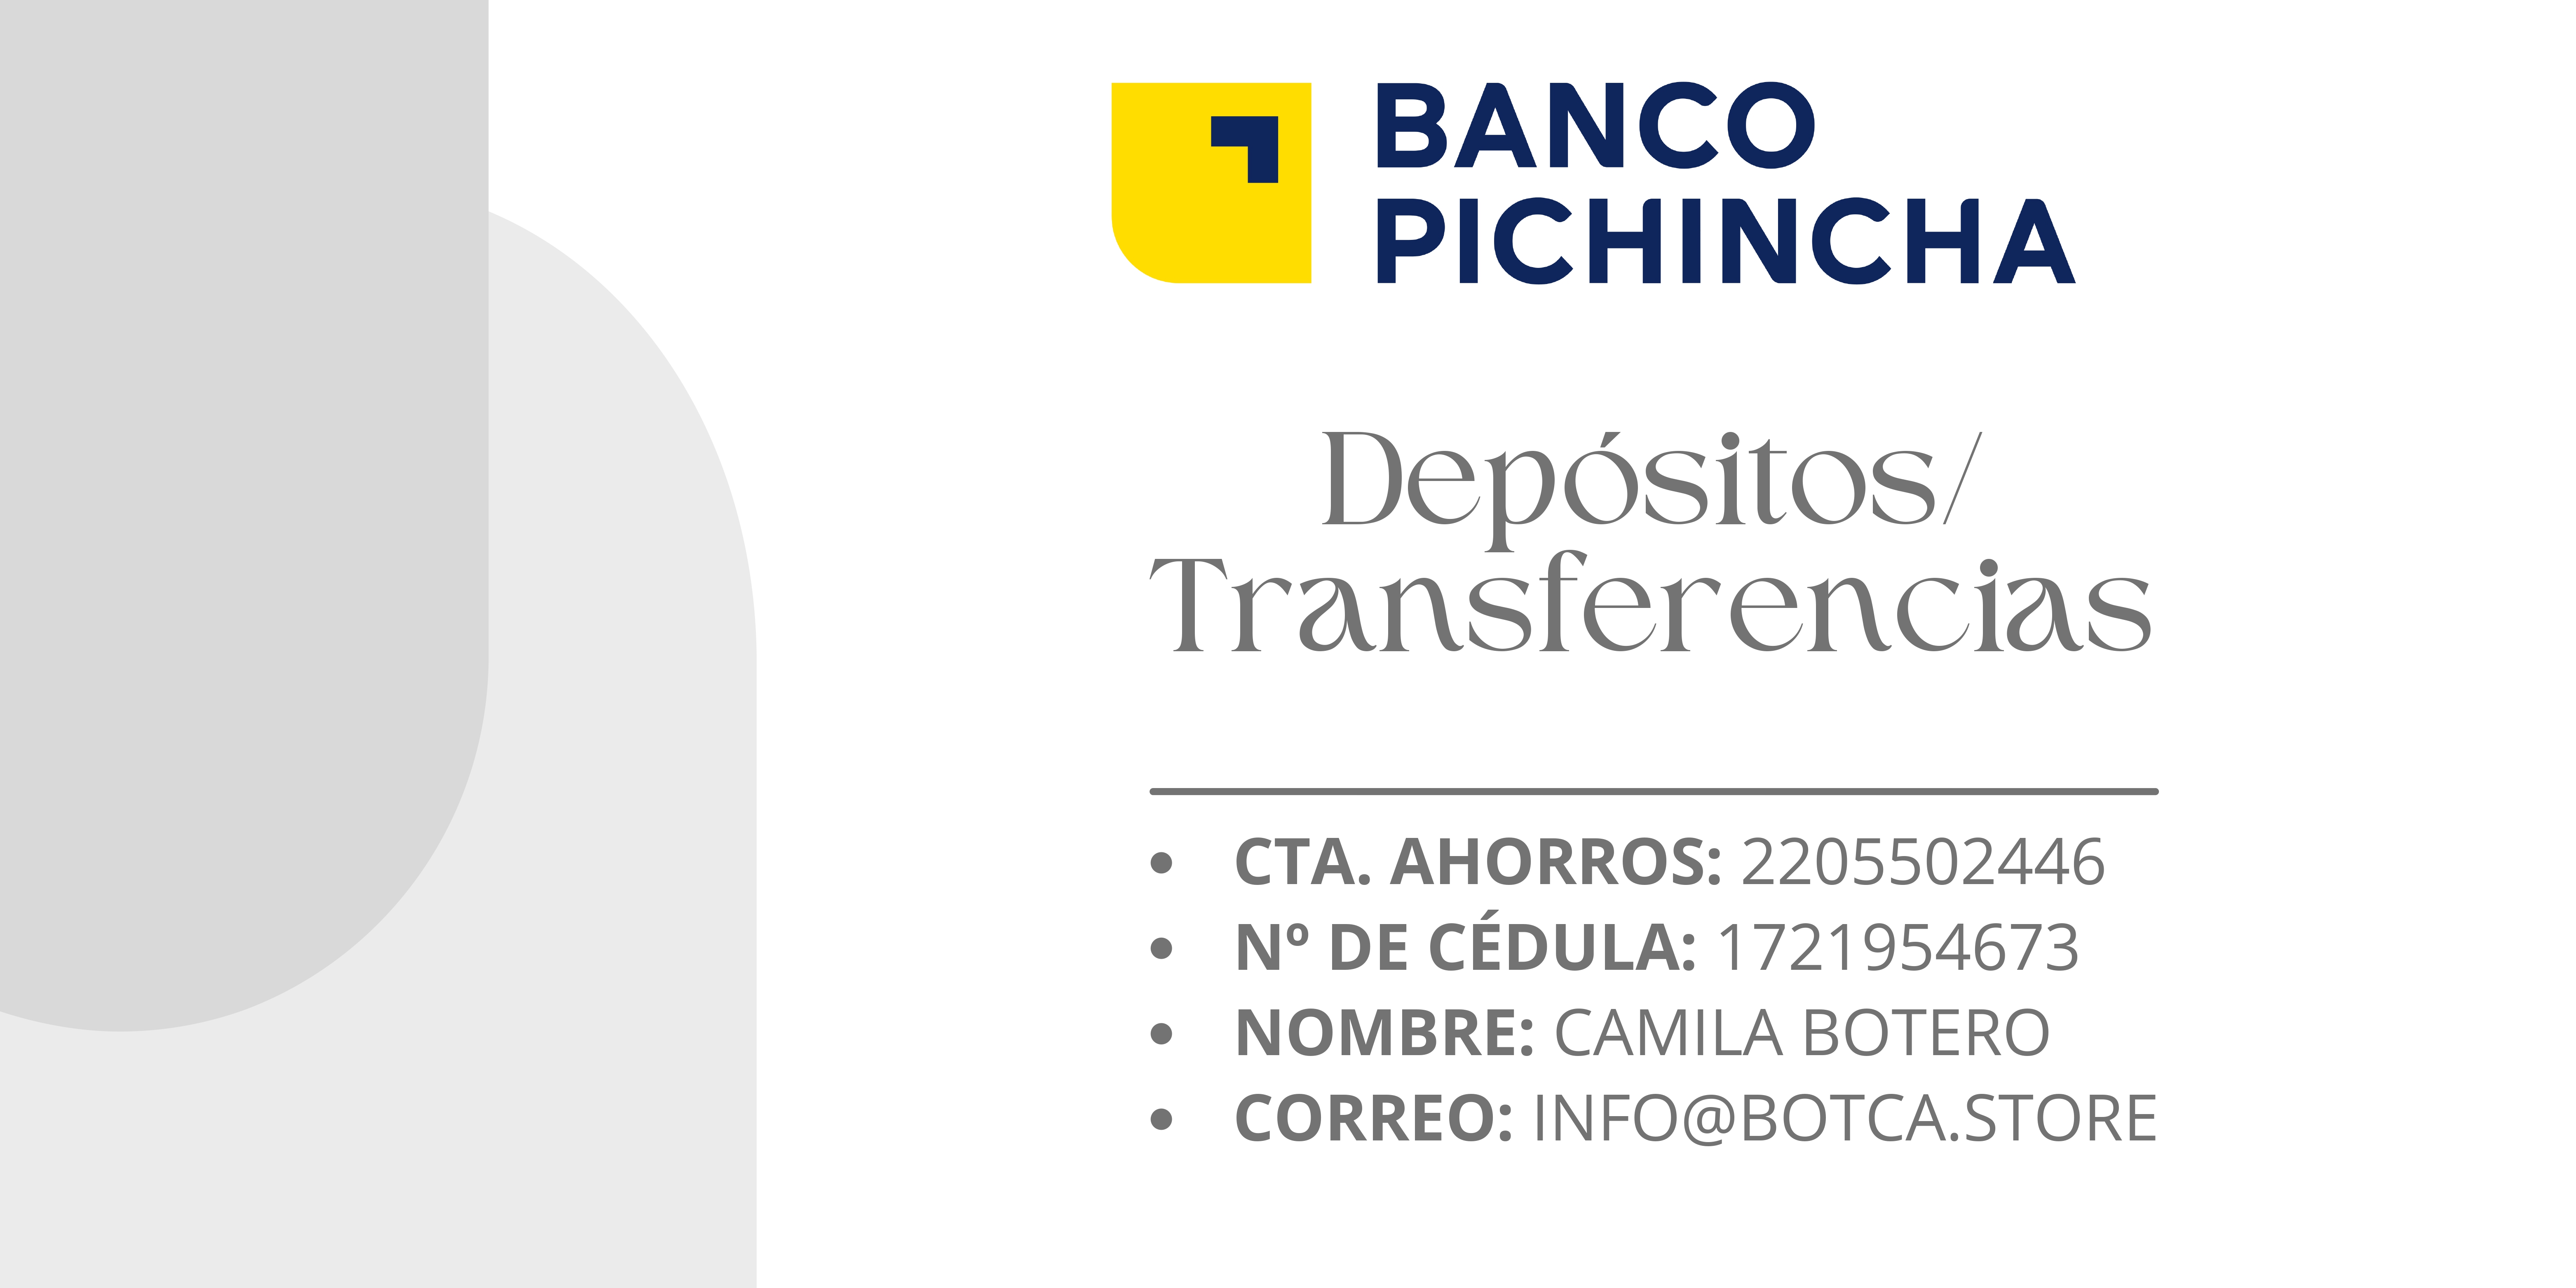 BANCO
PICHINCHA
Depósitos/
Transferencias
• CTA. AHORROS: 2205502446
• Nº DE CÉDULA: 1721954673
• NOMBRE: CAMILA BOTERO
• CORREO: INFO@BOTCA.STORE